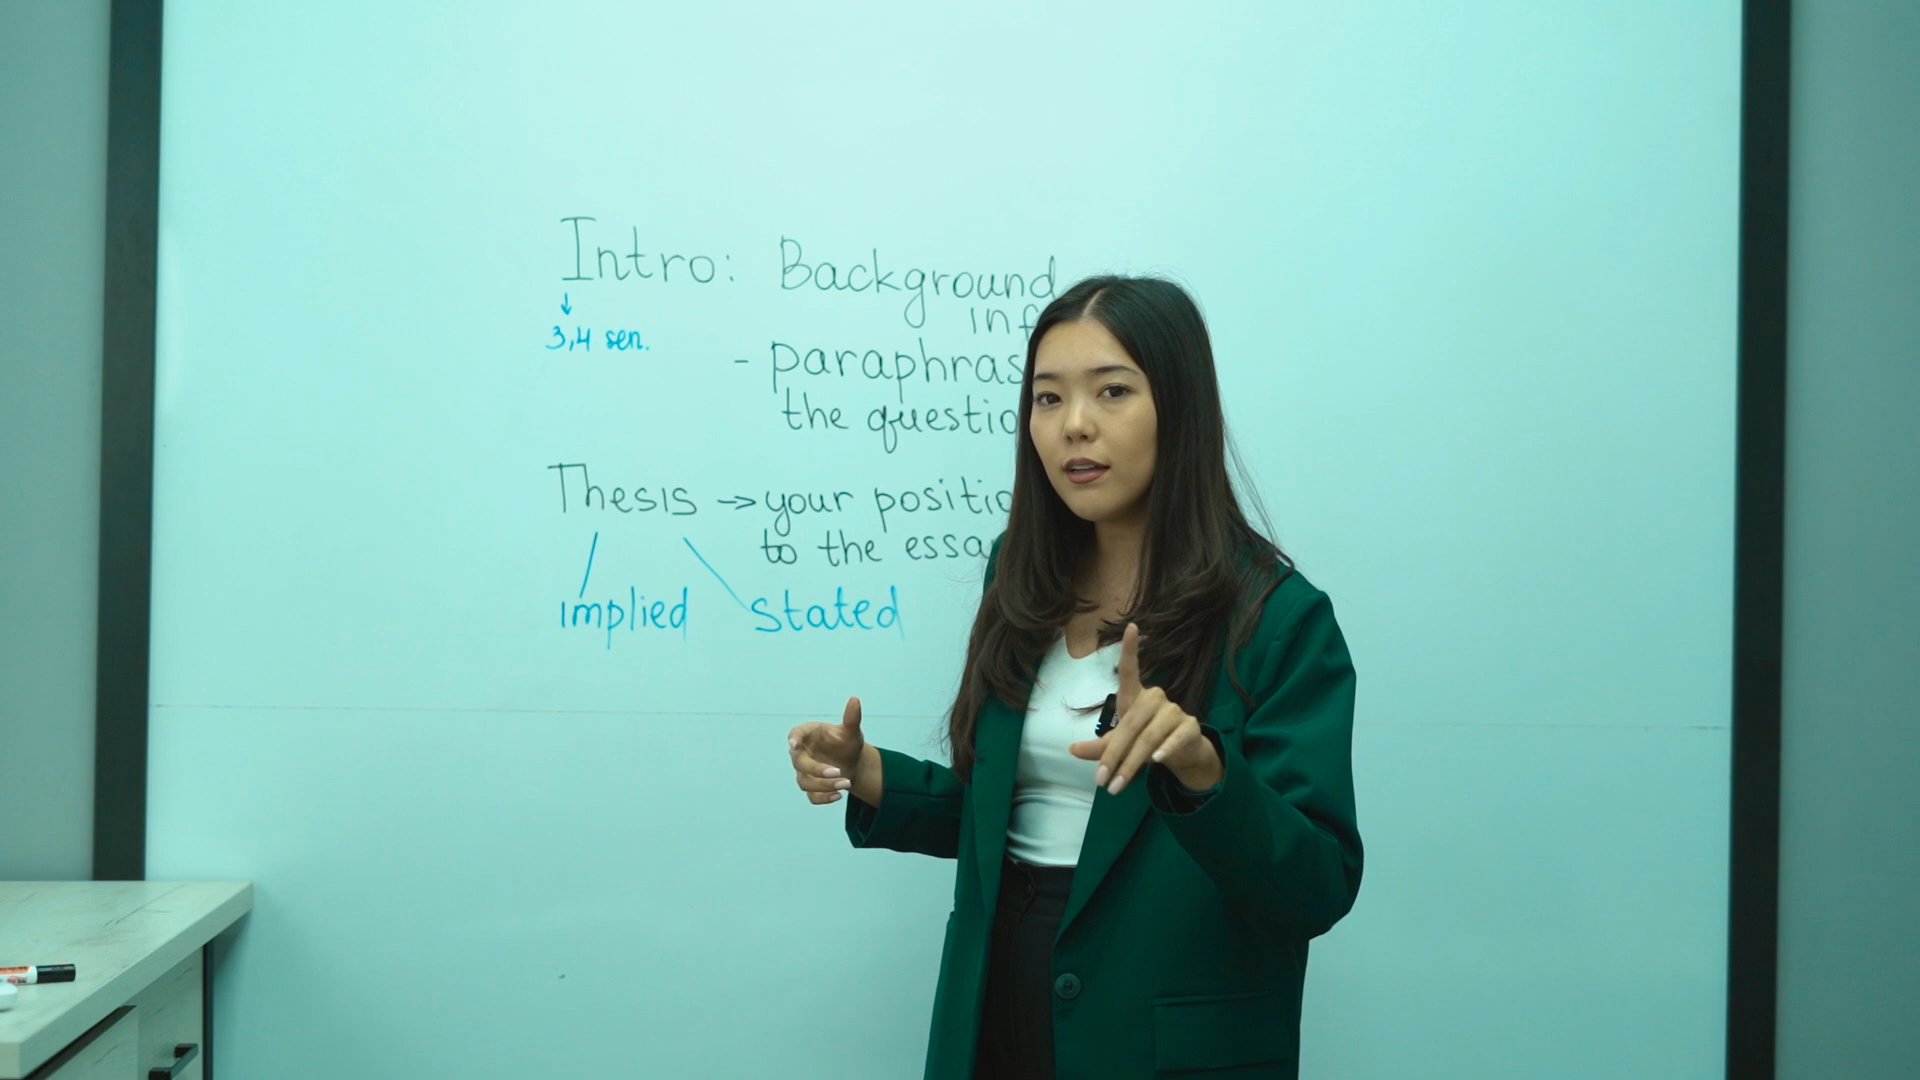 Intro: Background
inf
↓
3,4 sen.
- paraphras
the questio
Thesis → your positio
to the essa
implied stated